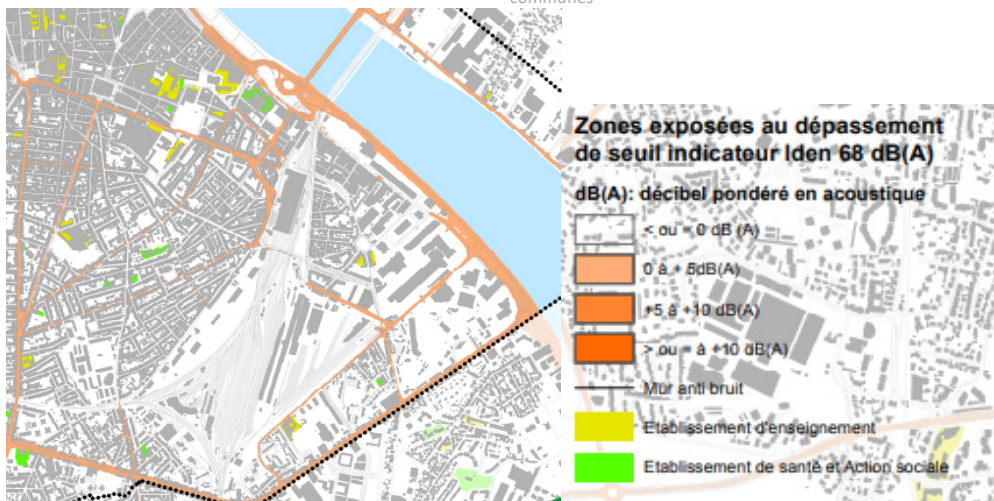 communes
Zones exposées au dépassement
de seuil indicateur lden 68 dB(A)
dB(A): décibel pondéré en acoustique
< ou = 0 dB (A)
0 à + 5dB(A)
+5 à +10 dB(A)
> ou = à +10 dB(A)
Mur anti bruit
Etablissement d'enseignement
Etablissement de santé et Action sociale